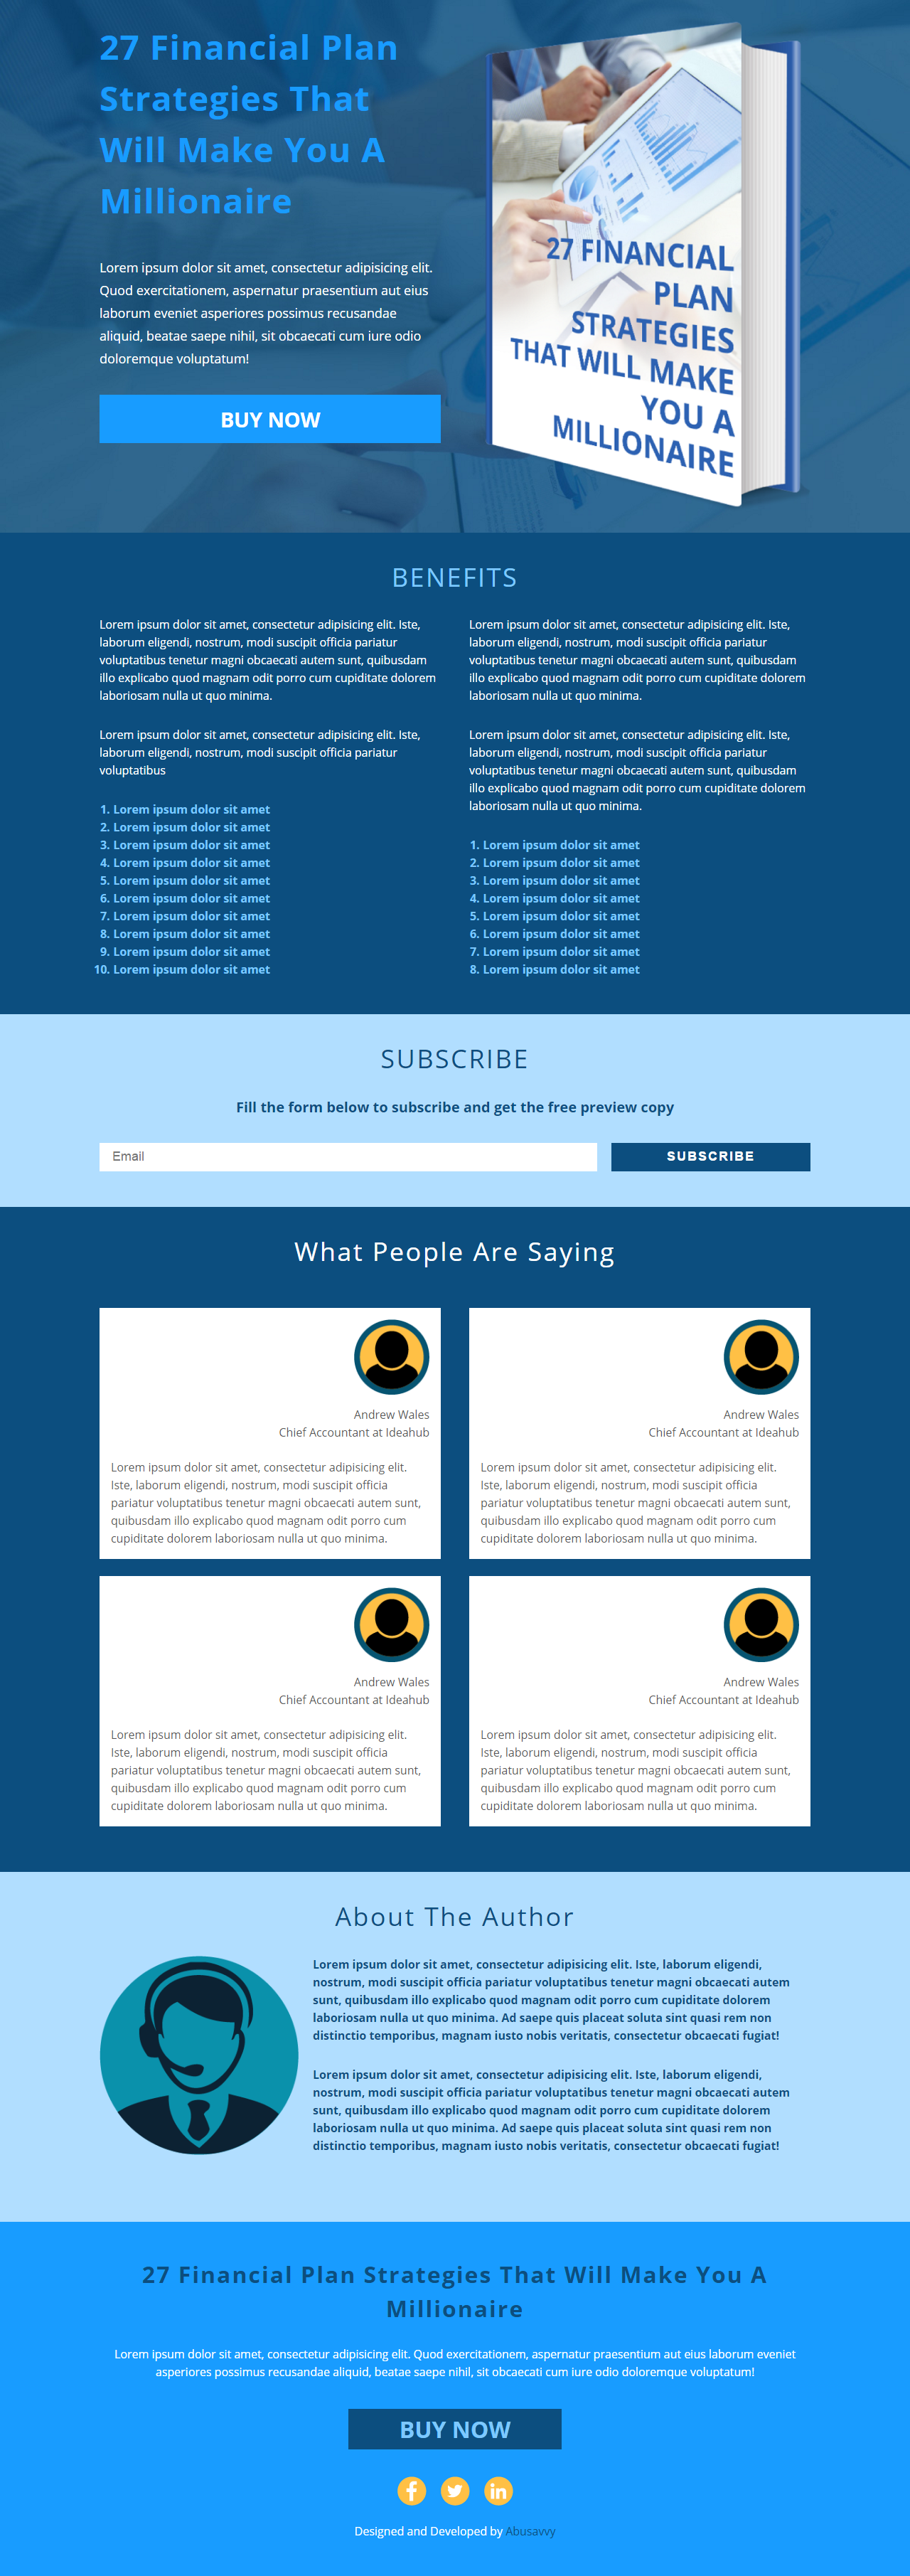 27 Financial Plan
Strategies That
Will Make You A
Millionaire
Lorem ipsum dolor sit amet, consectetur adipisicing elit.
Quod exercitationem, aspernatur praesentium aut eius
laborum eveniet asperiores possimus recusandae
aliquid, beatae saepe nihil, sit obcaecati cum iure odio
doloremque voluptatum!
BUY NOW
27 FINANCIAL
PLAN
STRATEGIES
THAT WILL MAKE
YOU A
MILLIONAIRE
BENEFITS
Lorem ipsum dolor sit amet, consectetur adipisicing elit. Iste,
laborum eligendi, nostrum, modi suscipit officia pariatur
voluptatibus tenetur magni obcaecati autem sunt, quibusdam
illo explicabo quod magnam odit porro cum cupiditate dolorem
laboriosam nulla ut quo minima.
Lorem ipsum dolor sit amet, consectetur adipisicing elit. Iste,
laborum eligendi, nostrum, modi suscipit officia pariatur
voluptatibus
1. Lorem ipsum dolor sit amet
2. Lorem ipsum dolor sit amet
3. Lorem ipsum dolor sit amet
4. Lorem ipsum dolor sit amet
5. Lorem ipsum dolor sit amet
6. Lorem ipsum dolor sit amet
7. Lorem ipsum dolor sit amet
8. Lorem ipsum dolor sit amet
9. Lorem ipsum dolor sit amet
10. Lorem ipsum dolor sit amet
Lorem ipsum dolor sit amet, consectetur adipisicing elit. Iste,
laborum eligendi, nostrum, modi suscipit officia pariatur
voluptatibus tenetur magni obcaecati autem sunt, quibusdam
illo explicabo quod magnam odit porro cum cupiditate dolorem
laboriosam nulla ut quo minima.
Lorem ipsum dolor sit amet, consectetur adipisicing elit. Iste,
laborum eligendi, nostrum, modi suscipit officia pariatur
voluptatibus tenetur magni obcaecati autem sunt, quibusdam
illo explicabo quod magnam odit porro cum cupiditate dolorem
laboriosam nulla ut quo minima.
1. Lorem ipsum dolor sit amet
2. Lorem ipsum dolor sit amet
3. Lorem ipsum dolor sit amet
4. Lorem ipsum dolor sit amet
5. Lorem ipsum dolor sit amet
6. Lorem ipsum dolor sit amet
7. Lorem ipsum dolor sit amet
8. Lorem ipsum dolor sit amet
SUBSCRIBE
Fill the form below to subscribe and get the free preview copy
Email
SUBSCRIBE
What People Are Saying
Andrew Wales
Chief Accountant at Ideahub
Lorem ipsum dolor sit amet, consectetur adipisicing elit.
Iste, laborum eligendi, nostrum, modi suscipit officia
pariatur voluptatibus tenetur magni obcaecati autem sunt,
quibusdam illo explicabo quod magnam odit porro cum
cupiditate dolorem laboriosam nulla ut quo minima.
Andrew Wales
Chief Accountant at Ideahub
Lorem ipsum dolor sit amet, consectetur adipisicing elit.
Iste, laborum eligendi, nostrum, modi suscipit officia
pariatur voluptatibus tenetur magni obcaecati autem sunt,
quibusdam illo explicabo quod magnam odit porro cum
cupiditate dolorem laboriosam nulla ut quo minima.
Andrew Wales
Chief Accountant at Ideahub
Lorem ipsum dolor sit amet, consectetur adipisicing elit.
Iste, laborum eligendi, nostrum, modi suscipit officia
pariatur voluptatibus tenetur magni obcaecati autem sunt,
quibusdam illo explicabo quod magnam odit porro cum
cupiditate dolorem laboriosam nulla ut quo minima.
Andrew Wales
Chief Accountant at Ideahub
Lorem ipsum dolor sit amet, consectetur adipisicing elit.
Iste, laborum eligendi, nostrum, modi suscipit officia
pariatur voluptatibus tenetur magni obcaecati autem sunt,
quibusdam illo explicabo quod magnam odit porro cum
cupiditate dolorem laboriosam nulla ut quo minima.
About The Author
Lorem ipsum dolor sit amet, consectetur adipisicing elit. Iste, laborum eligendi,
nostrum, modi suscipit officia pariatur voluptatibus tenetur magni obcaecati autem
sunt, quibusdam illo explicabo quod magnam odit porro cum cupiditate dolorem
laboriosam nulla ut quo minima. Ad saepe quis placeat soluta sint quasi rem non
distinctio temporibus, magnam iusto nobis veritatis, consectetur obcaecati fugiat!
Lorem ipsum dolor sit amet, consectetur adipisicing elit. Iste, laborum eligendi,
nostrum, modi suscipit officia pariatur voluptatibus tenetur magni obcaecati autem
sunt, quibusdam illo explicabo quod magnam odit porro cum cupiditate dolorem
laboriosam nulla ut quo minima. Ad saepe quis placeat soluta sint quasi rem non
distinctio temporibus, magnam iusto nobis veritatis, consectetur obcaecati fugiat!
27 Financial Plan Strategies That Will Make You A
Millionaire
Lorem ipsum dolor sit amet, consectetur adipisicing elit. Quod exercitationem, aspernatur praesentium aut eius laborum eveniet
asperiores possimus recusandae aliquid, beatae saepe nihil, sit obcaecati cum iure odio doloremque voluptatum!
BUY NOW
Designed and Developed by Abusavvy